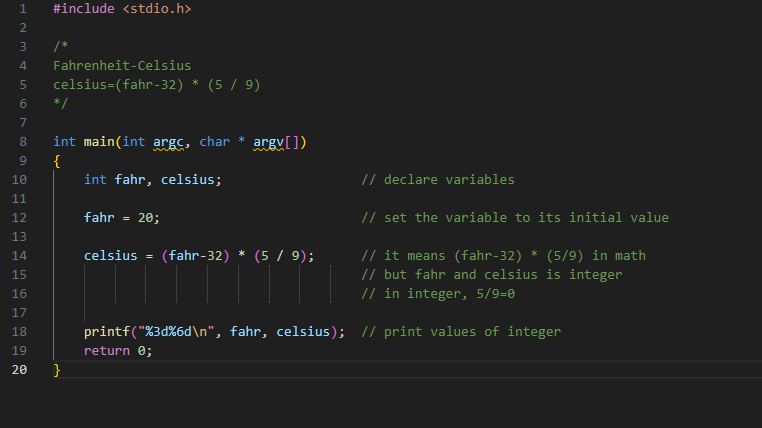 1 #include <stdio.h>
2
3 /*
4 Fahrenheit-Celsius
5 celsius=(fahr-32) * (5 / 9)
6 */
7
8 int main(int argc, char * argv[])
9 {
10 int fahr, celsius; // declare variables
11
12 fahr = 20; // set the variable to its initial value
13
14 celsius = (fahr-32) * (5 / 9); // it means (fahr-32) * (5/9) in math
15 // but fahr and celsius is integer
16 // in integer, 5/9=0
17
18 printf("%3d%6d\n", fahr, celsius); // print values of integer
19 return 0;
20 }